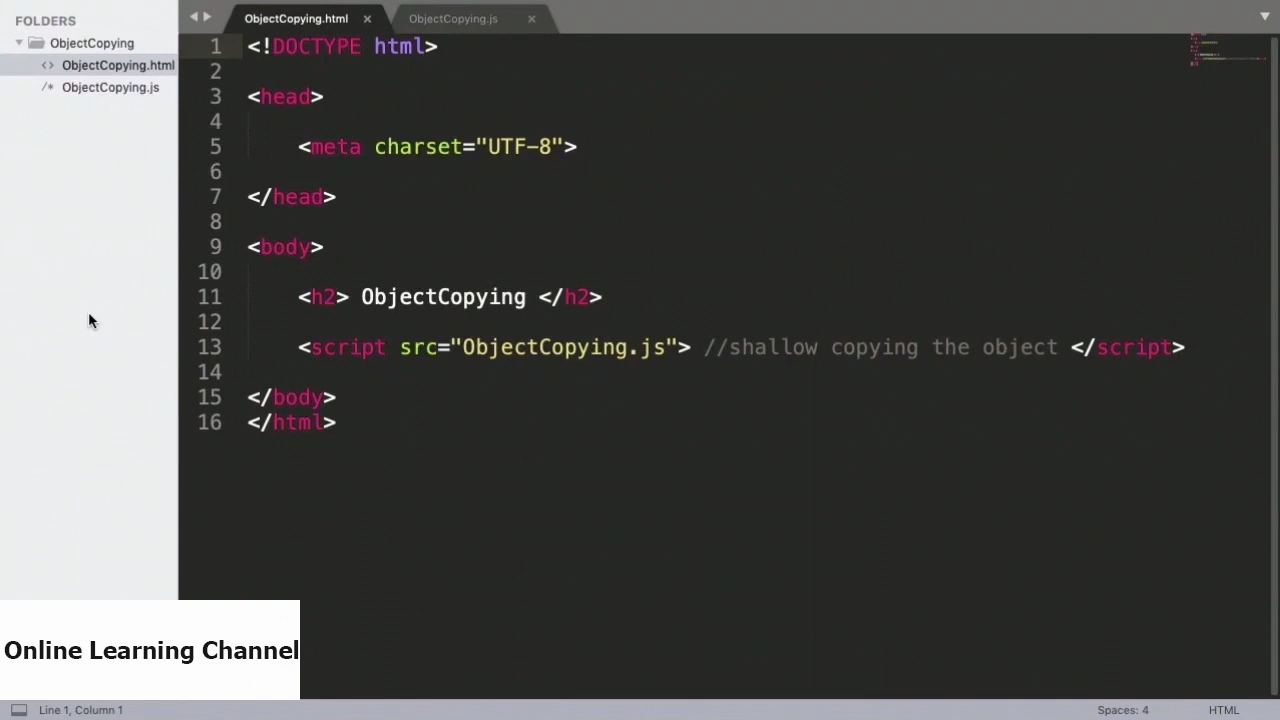 FOLDERS
ObjectCopying
ObjectCopying.html
ObjectCopying.js
ObjectCopying.html ×
ObjectCopying.js ×
1 <!DOCTYPE html>
2
3 <head>
4
5 <meta charset="UTF-8">
6
7 </head>
8
9 <body>
10
11 <h2> ObjectCopying </h2>
12
13 <script src="ObjectCopying.js"> //shallow copying the object </script>
14
15 </body>
16 </html>
Online Learning Channel
Line 1, Column 1
Spaces: 4
HTML